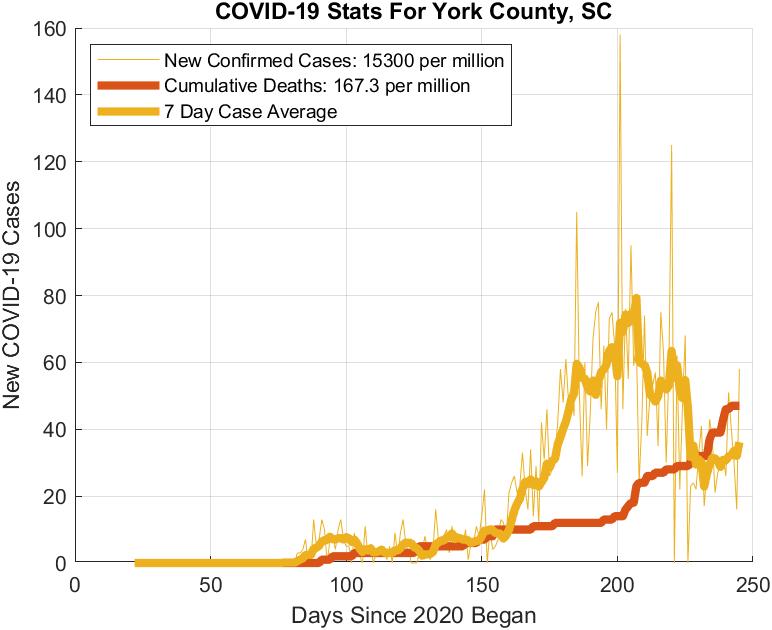 COVID-19 Stats For York County, SC
New Confirmed Cases: 15300 per million
Cumulative Deaths: 167.3 per million
7 Day Case Average
New COVID-19 Cases
160
140
120
100
80
60
40
20
0
0 50 100 150 200 250
Days Since 2020 Began